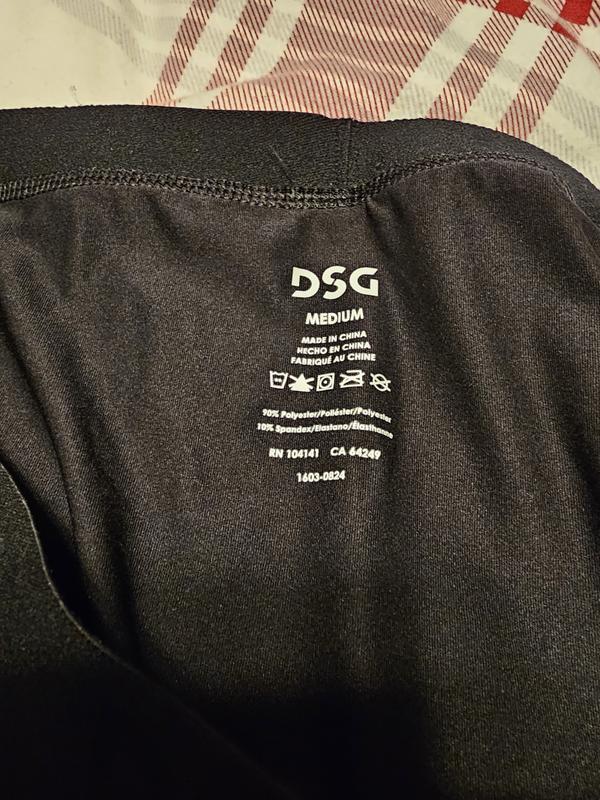 DSG
MEDIUM
MADE IN CHINA
HECHO EN CHINA
FABRIQUÉ AU CHINE
90% Polyester/Poliéster/Polyester
10% Spandex/Elastano/Élasthanne
RN 104141 CA 64249
1603-0824